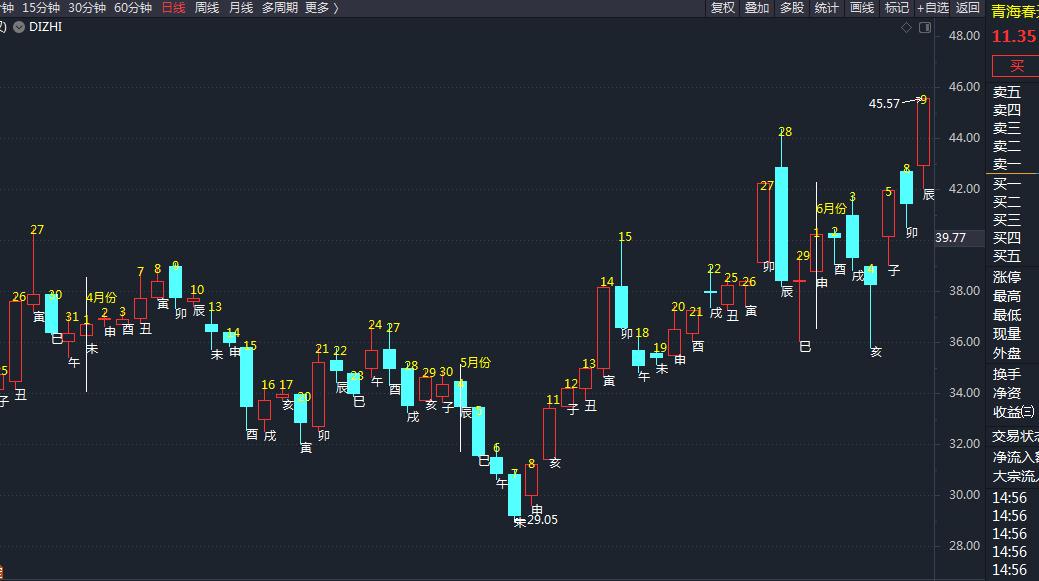 钟 15分钟 30分钟 60分钟 日线 周线 月线 多周期 更多 〉 复权 叠加 多股 统计 画线 标记 +自选 返回
DIZHI
48.00
46.00
44.00
42.00
39.77
38.00
36.00
34.00
32.00
30.00
28.00
45.57
29.05
4月份
5月份
6月份
子
26 丑
27 寅
30 巳
31 午
1 未
2 申
3 酉
7 丑
8 寅
9 卯
10 辰
13 未
14 申
15 酉
16 戌
17 亥
20 寅
21 卯
22 辰
23 巳
24 午
27 酉
28 戌
29 亥
30 子
辰
5 巳
6 午
7 未
8 申
11 亥
12 子
13 丑
14 寅
15 卯
18 午
19 未
20 申
21 酉
22 戌
25 丑
26 寅
27 卯
28 辰
29 巳
1 申
2 酉
3 戌
4 亥
5 子
8 卯
9 辰
青海春
11.35
买
卖五
卖四
卖三
卖二
卖一
买一
买二
买三
买四
买五
涨停
最高
最低
现量
外盘
换手
净资
收益㈢
交易状
净流入
大宗流
14:56
14:56
14:56
14:56
14:56